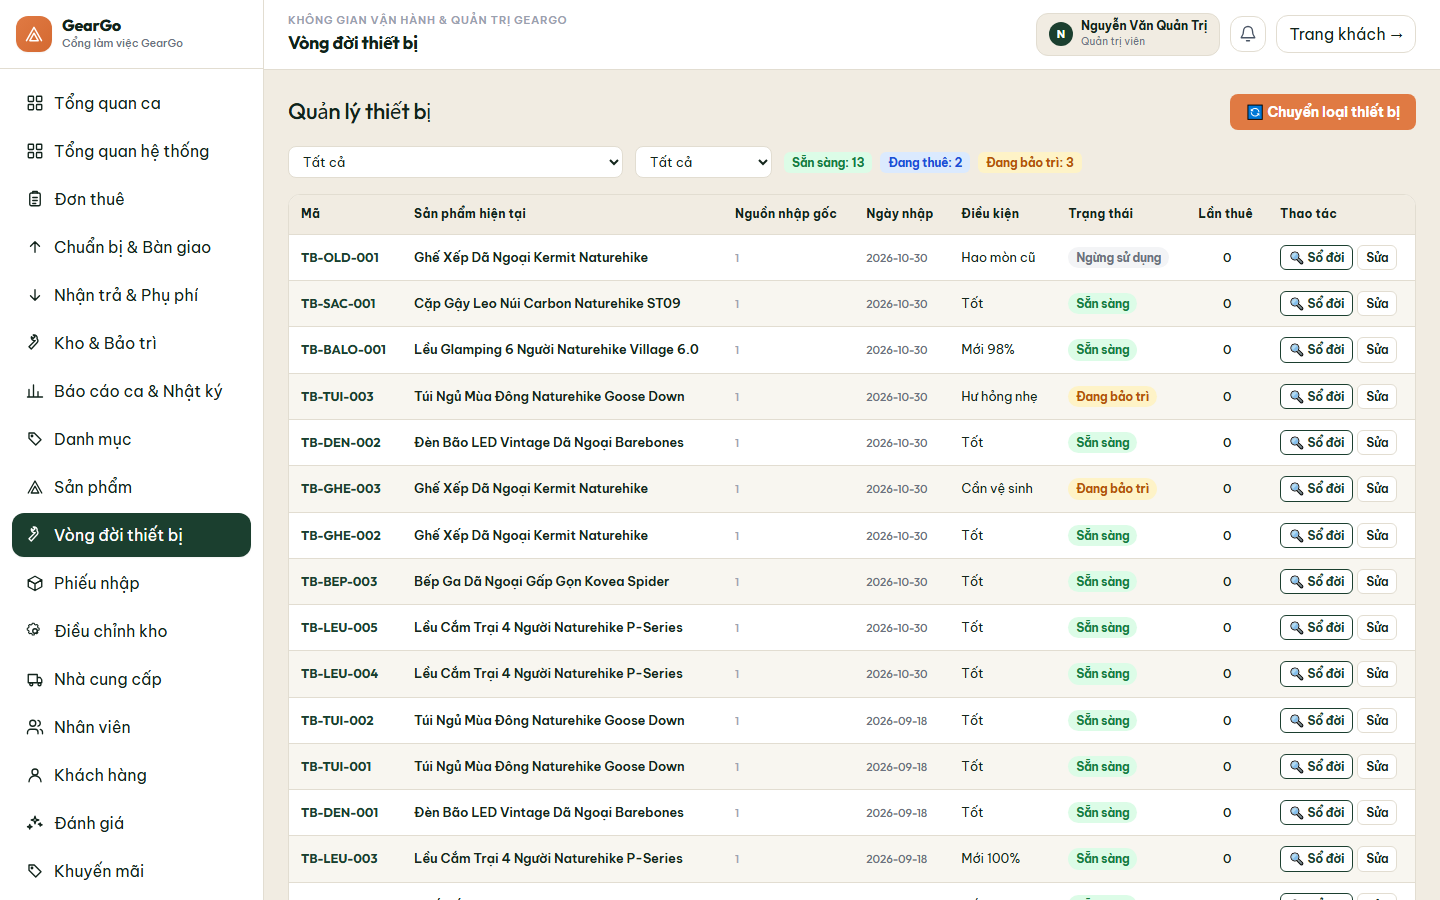 GearGo
Cổng làm việc GearGo
Tổng quan ca
Tổng quan hệ thống
Đơn thuê
Chuẩn bị & Bàn giao
Nhận trả & Phụ phí
Kho & Bảo trì
Báo cáo ca & Nhật ký
Danh mục
Sản phẩm
Vòng đời thiết bị
Phiếu nhập
Điều chỉnh kho
Nhà cung cấp
Nhân viên
Khách hàng
Đánh giá
Khuyến mãi
KHÔNG GIAN VẬN HÀNH & QUẢN TRỊ GEARGO
Vòng đời thiết bị
N
Nguyễn Văn Quản Trị
Quản trị viên
Trang khách →
Quản lý thiết bị
Chuyển loại thiết bị
Tất cả Tất cả Sẵn sàng: 13 Đang thuê: 2 Đang bảo trì: 3
Mã Sản phẩm hiện tại Nguồn nhập gốc Ngày nhập Điều kiện Trạng thái Lần thuê Thao tác
TB-OLD-001 Ghế Xếp Dã Ngoại Kermit Naturehike 1 2026-10-30 Hao mòn cũ Ngừng sử dụng 0 Sổ đời Sửa
TB-SAC-001 Cặp Gậy Leo Núi Carbon Naturehike ST09 1 2026-10-30 Tốt Sẵn sàng 0 Sổ đời Sửa
TB-BALO-001 Lều Glamping 6 Người Naturehike Village 6.0 1 2026-10-30 Mới 98% Sẵn sàng 0 Sổ đời Sửa
TB-TUI-003 Túi Ngủ Mùa Đông Naturehike Goose Down 1 2026-10-30 Hư hỏng nhẹ Đang bảo trì 0 Sổ đời Sửa
TB-DEN-002 Đèn Bão LED Vintage Dã Ngoại Barebones 1 2026-10-30 Tốt Sẵn sàng 0 Sổ đời Sửa
TB-GHE-003 Ghế Xếp Dã Ngoại Kermit Naturehike 1 2026-10-30 Cần vệ sinh Đang bảo trì 0 Sổ đời Sửa
TB-GHE-002 Ghế Xếp Dã Ngoại Kermit Naturehike 1 2026-10-30 Tốt Sẵn sàng 0 Sổ đời Sửa
TB-BEP-003 Bếp Ga Dã Ngoại Gấp Gọn Kovea Spider 1 2026-10-30 Tốt Sẵn sàng 0 Sổ đời Sửa
TB-LEU-005 Lều Cắm Trại 4 Người Naturehike P-Series 1 2026-10-30 Tốt Sẵn sàng 0 Sổ đời Sửa
TB-LEU-004 Lều Cắm Trại 4 Người Naturehike P-Series 1 2026-10-30 Tốt Sẵn sàng 0 Sổ đời Sửa
TB-TUI-002 Túi Ngủ Mùa Đông Naturehike Goose Down 1 2026-09-18 Tốt Sẵn sàng 0 Sổ đời Sửa
TB-TUI-001 Túi Ngủ Mùa Đông Naturehike Goose Down 1 2026-09-18 Tốt Sẵn sàng 0 Sổ đời Sửa
TB-DEN-001 Đèn Bão LED Vintage Dã Ngoại Barebones 1 2026-09-18 Tốt Sẵn sàng 0 Sổ đời Sửa
TB-LEU-003 Lều Cắm Trại 4 Người Naturehike P-Series 1 2026-09-18 Mới 100% Sẵn sàng 0 Sổ đời Sửa